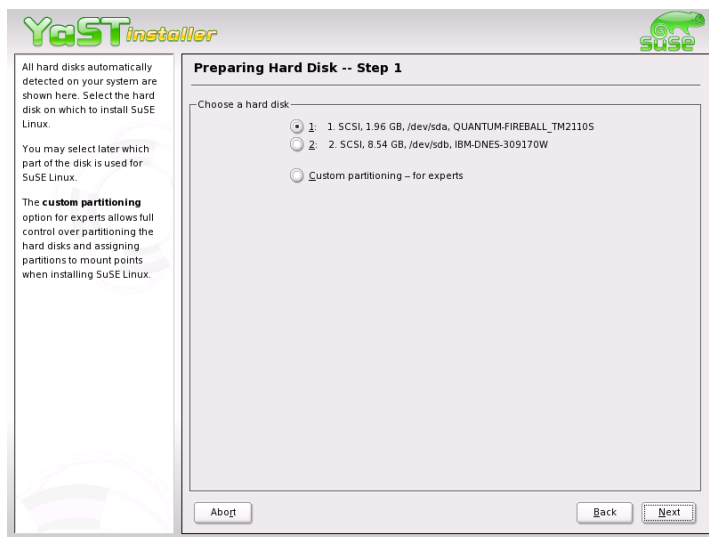 YaST installer
SuSE
All hard disks automatically
detected on your system are
shown here. Select the hard
disk on which to install SuSE
Linux.
You may select later which
part of the disk is used for
SuSE Linux.
The custom partitioning
option for experts allows full
control over partitioning the
hard disks and assigning
partitions to mount points
when installing SuSE Linux.
Preparing Hard Disk -- Step 1
Choose a hard disk
1: 1. SCSI, 1.96 GB, /dev/sda, QUANTUM-FIREBALL_TM2110S
2: 2. SCSI, 8.54 GB, /dev/sdb, IBM-DNES-309170W
Custom partitioning – for experts
Abort
Back
Next